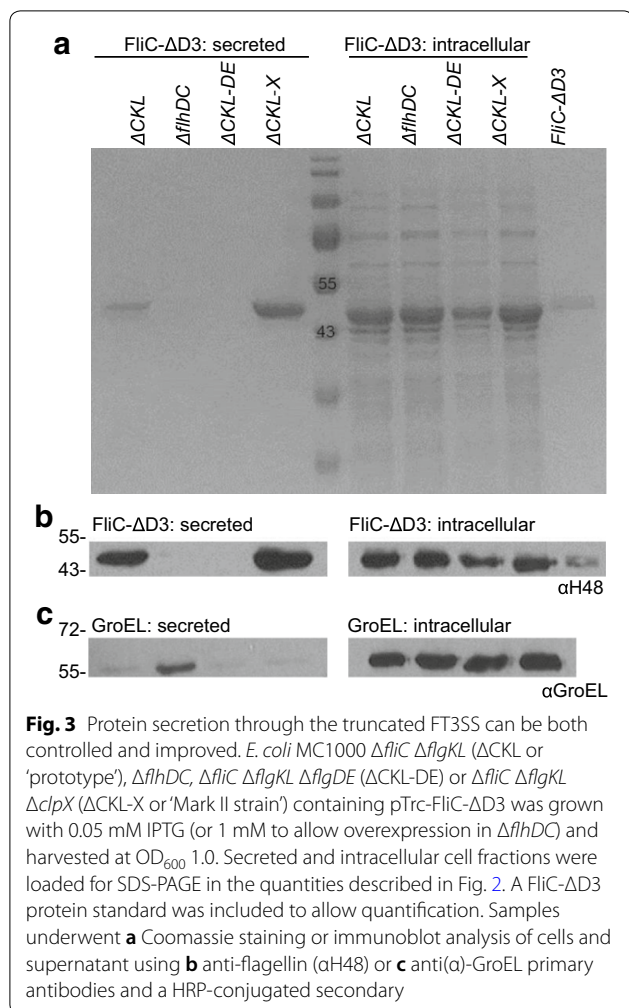 a
FliC-ΔD3: secreted FliC-ΔD3: intracellular
ΔCKL ΔflhDC ΔCKL-DE ΔCKL-X ΔCKL ΔflhDC ΔCKL-DE ΔCKL-X FliC-ΔD3
55
43
b
FliC-ΔD3: secreted FliC-ΔD3: intracellular
55-
43-
αH48
c
GroEL: secreted GroEL: intracellular
72-
55-
αGroEL
Fig. 3 Protein secretion through the truncated FT3SS can be both
controlled and improved. E. coli MC1000 ΔfliC ΔflgKL (ΔCKL or
‘prototype’), ΔflhDC, ΔfliC ΔflgKL ΔflgDE (ΔCKL-DE) or ΔfliC ΔflgKL
ΔclpX (ΔCKL-X or ‘Mark II strain’) containing pTrc-FliC-ΔD3 was grown
with 0.05 mM IPTG (or 1 mM to allow overexpression in ΔflhDC) and
harvested at OD600 1.0. Secreted and intracellular cell fractions were
loaded for SDS-PAGE in the quantities described in Fig. 2. A FliC-ΔD3
protein standard was included to allow quantification. Samples
underwent a Coomassie staining or immunoblot analysis of cells and
supernatant using b anti-flagellin (αH48) or c anti(α)-GroEL primary
antibodies and a HRP-conjugated secondary